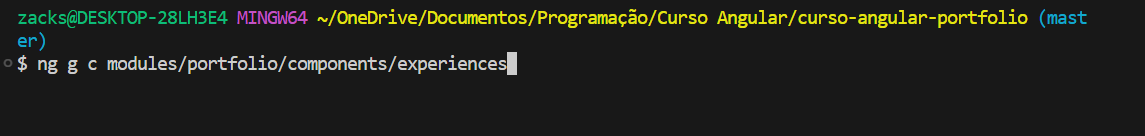 zacks@DESKTOP-28LH3E4 MINGW64 ~/OneDrive/Documentos/Programação/Curso Angular/curso-angular-portfolio (mast
er)
$ ng g c modules/portfolio/components/experiences